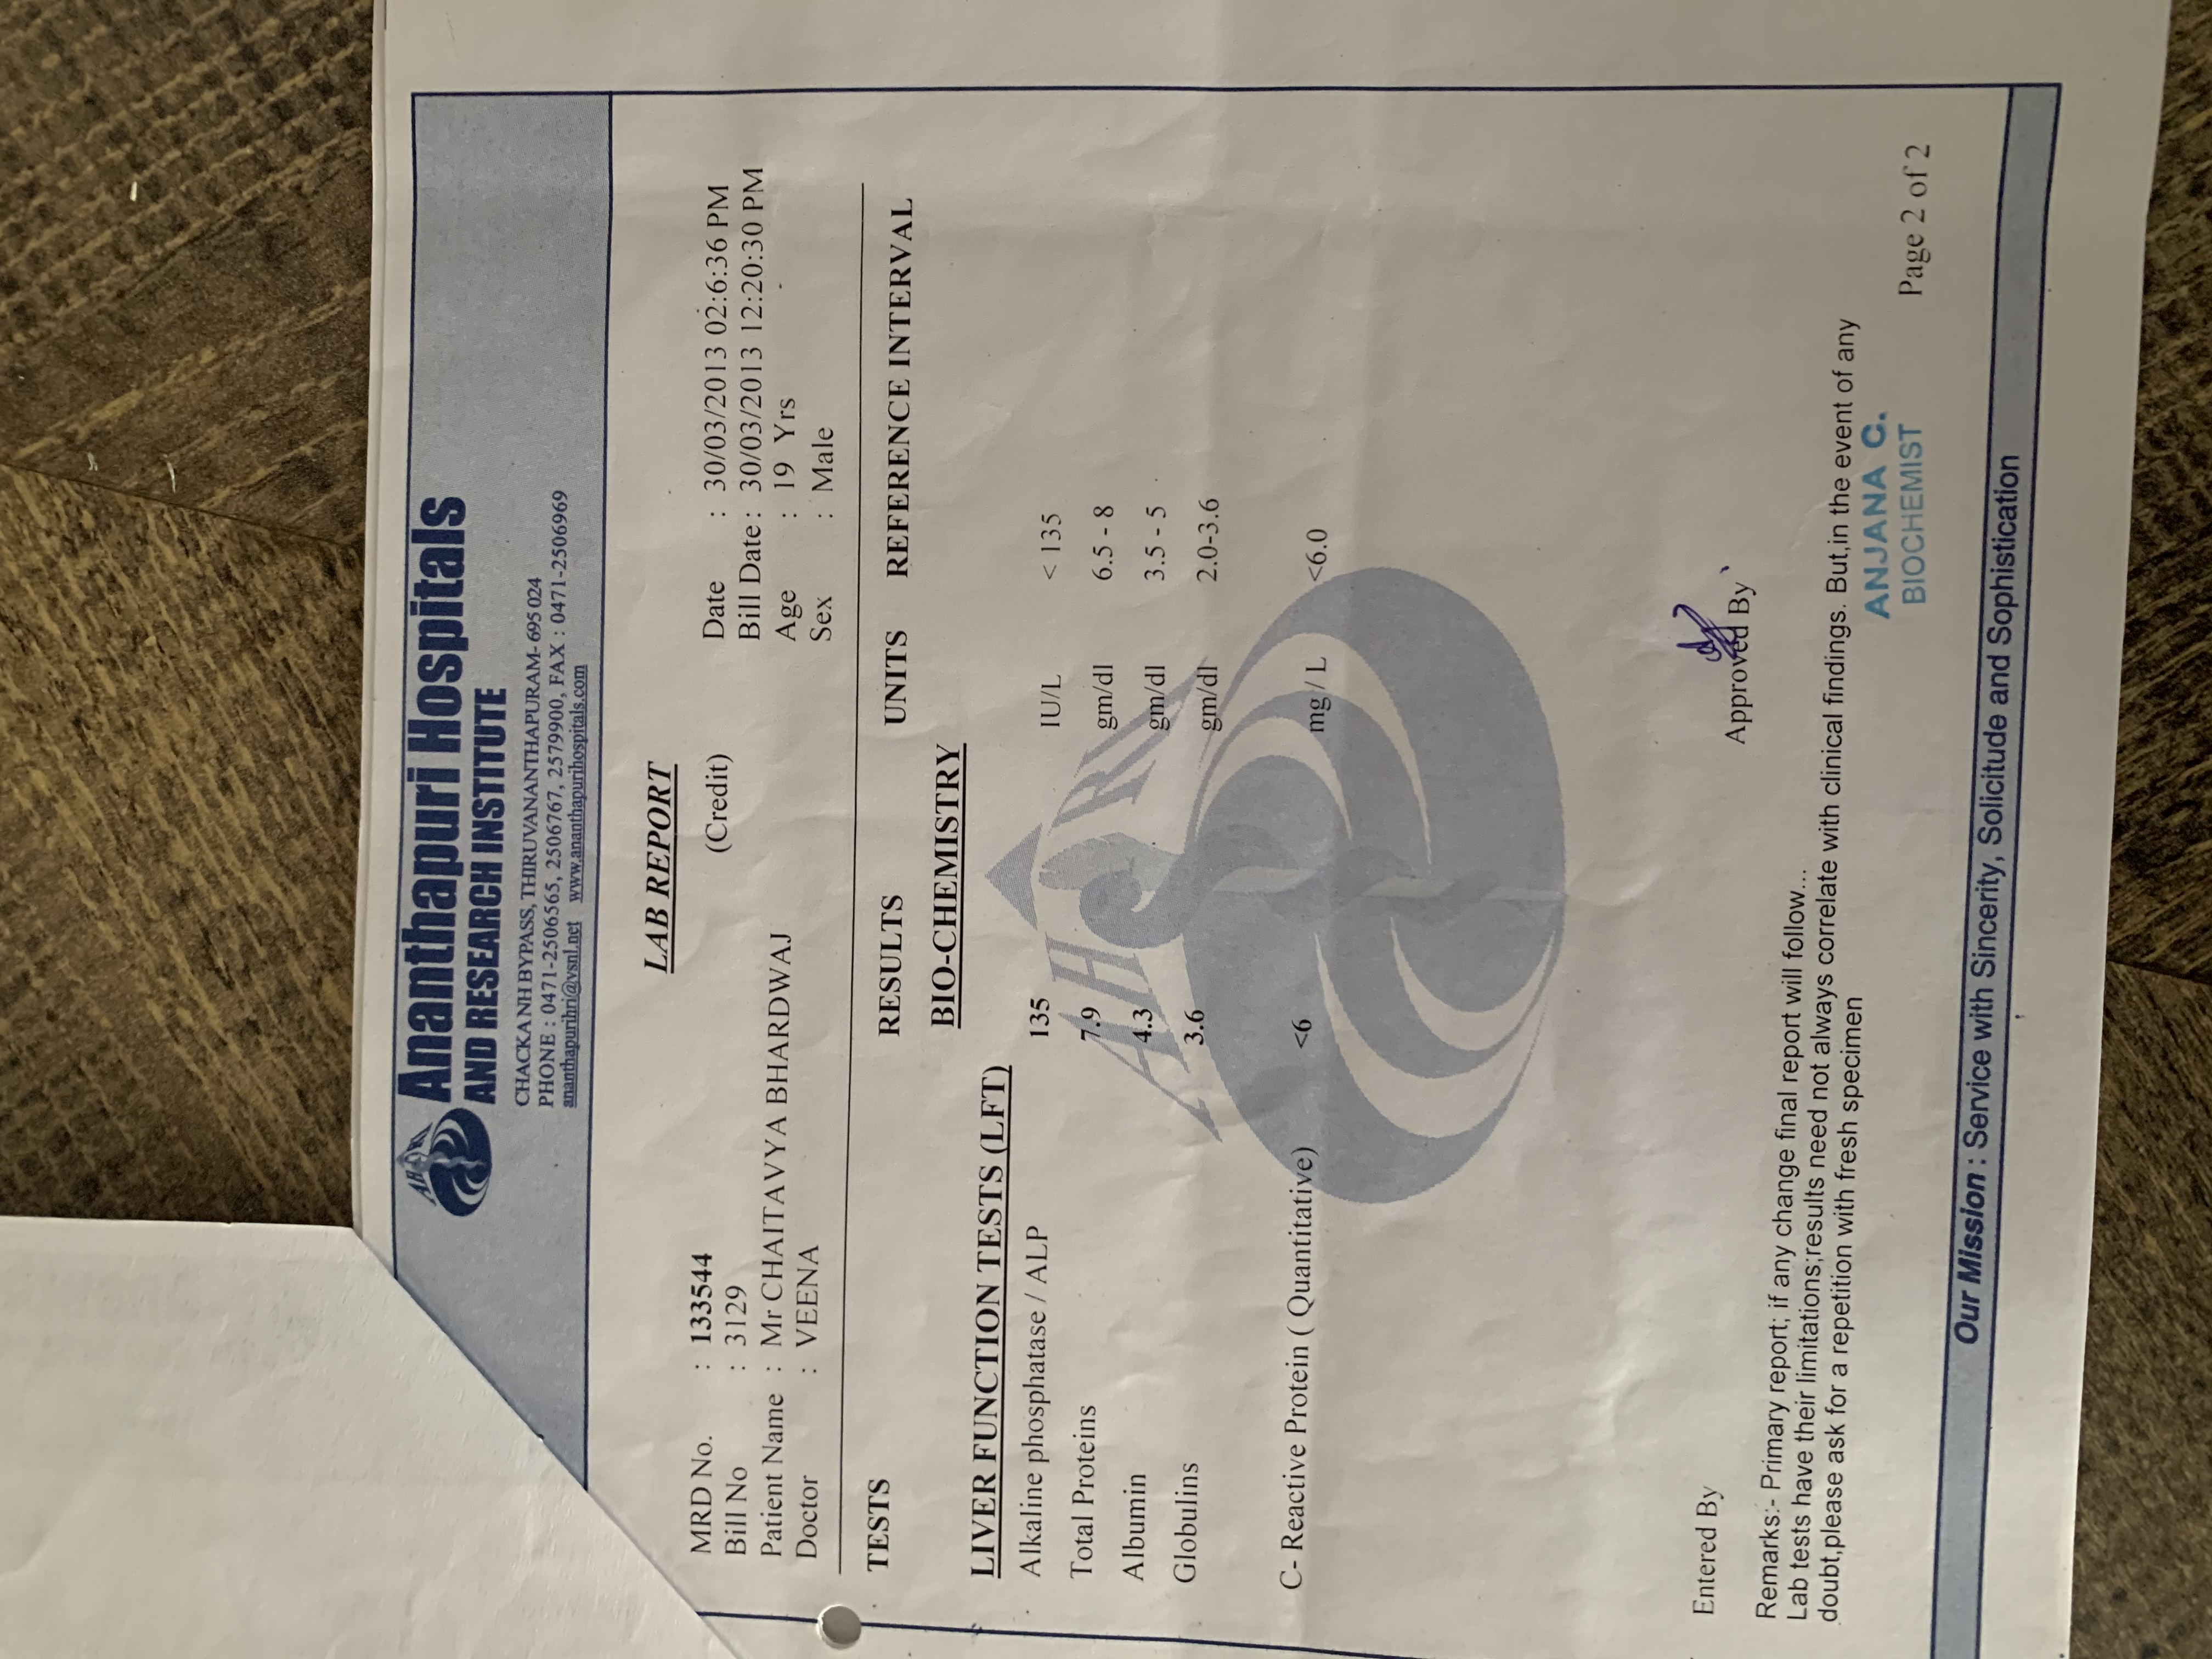 AHRI
Ananthapuri Hospitals
AND RESEARCH INSTITUTE
CHACKA NH BYPASS, THIRUVANANTHAPURAM- 695 024
PHONE : 0471-2506565, 2506767, 2579900, FAX : 0471-2506969
ananthapurihri@vsnl.net www.ananthapurihospitals.com
LAB REPORT
MRD No. : 133544 (Credit) Date : 30/03/2013 02:6:36 PM
Bill No : 3129 Bill Date : 30/03/2013 12:20:30 PM
Patient Name : Mr CHAITAVYA BHARDWAJ Age : 19 Yrs
Doctor : VEENA Sex : Male
TESTS RESULTS UNITS REFERENCE INTERVAL
BIO-CHEMISTRY
LIVER FUNCTION TESTS (LFT)
Alkaline phosphatase / ALP 135 IU/L < 135
Total Proteins 7.9 gm/dl 6.5 - 8
Albumin 4.3 gm/dl 3.5 - 5
Globulins 3.6 gm/dl 2.0-3.6
C- Reactive Protein ( Quantitative) <6 mg / L <6.0
AHRI
Entered By Approved By
Remarks:- Primary report; if any change final report will follow...
Lab tests have their limitations;results need not always correlate with clinical findings. But,in the event of any
doubt,please ask for a repetition with fresh specimen
ANJANA C.
BIOCHEMIST
Page 2 of 2
Our Mission : Service with Sincerity, Solicitude and Sophistication